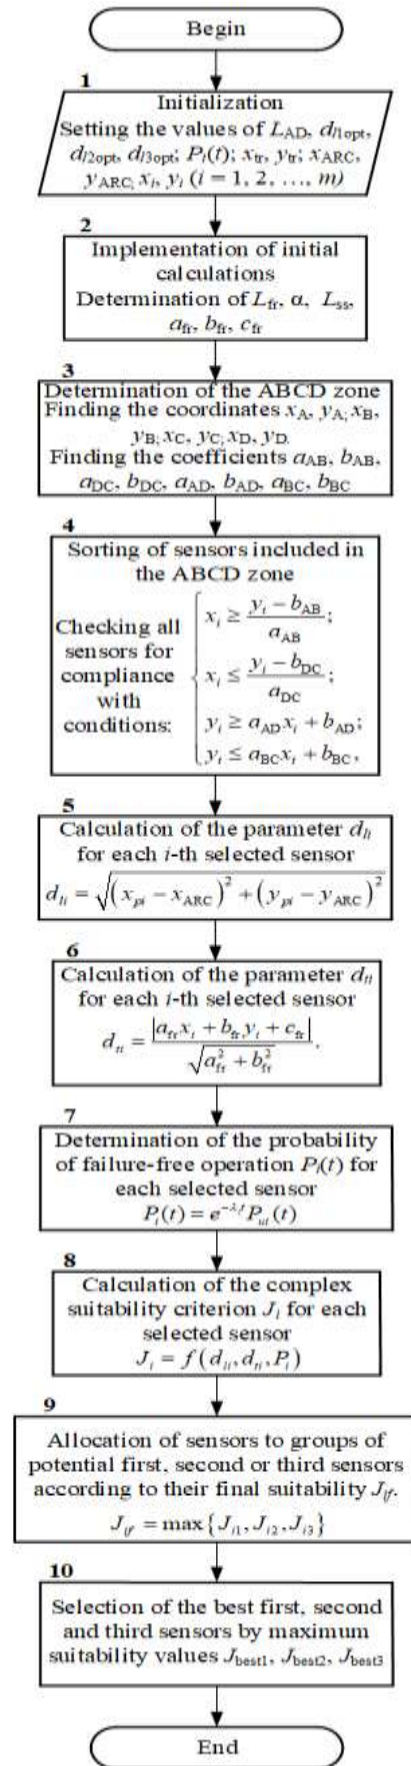 Begin
1
Initialization
Setting the values of L_AD, d_l1opt,
d_l2opt, d_l3opt; P_i(t); x_tr, y_tr; x_ARC,
y_ARC; x_i, y_i (i = 1, 2, …, m)
2
Implementation of initial
calculations
Determination of L_fr, α, L_ss,
a_fr, b_fr, c_fr
3
Determination of the ABCD zone
Finding the coordinates x_A, y_A; x_B,
y_B; x_C, y_C; x_D, y_D.
Finding the coefficients a_AB, b_AB,
a_DC, b_DC, a_AD, b_AD, a_BC, b_BC
4
Sorting of sensors included in
the ABCD zone
Checking all
sensors for
compliance
with
conditions:
x_i ≥ (y_i − b_AB) / a_AB;
x_i ≤ (y_i − b_DC) / a_DC;
y_i ≥ a_AD x_i + b_AD;
y_i ≤ a_BC x_i + b_BC,
5
Calculation of the parameter d_li
for each i-th selected sensor
d_li = √((x_pi − x_ARC)² + (y_pi − y_ARC)²)
6
Calculation of the parameter d_ri
for each i-th selected sensor
d_ri = |a_fr x_i + b_fr y_i + c_fr| / √(a_fr² + b_fr²).
7
Determination of the probability
of failure-free operation P_i(t) for
each selected sensor
P_i(t) = e^(−λt) P_ui(t)
8
Calculation of the complex
suitability criterion J_i for each
selected sensor
J_i = f(d_li, d_ri, P_i)
9
Allocation of sensors to groups of
potential first, second or third sensors
according to their final suitability J_if.
J_if = max{J_i1, J_i2, J_i3}
10
Selection of the best first, second
and third sensors by maximum
suitability values J_best1, J_best2, J_best3
End